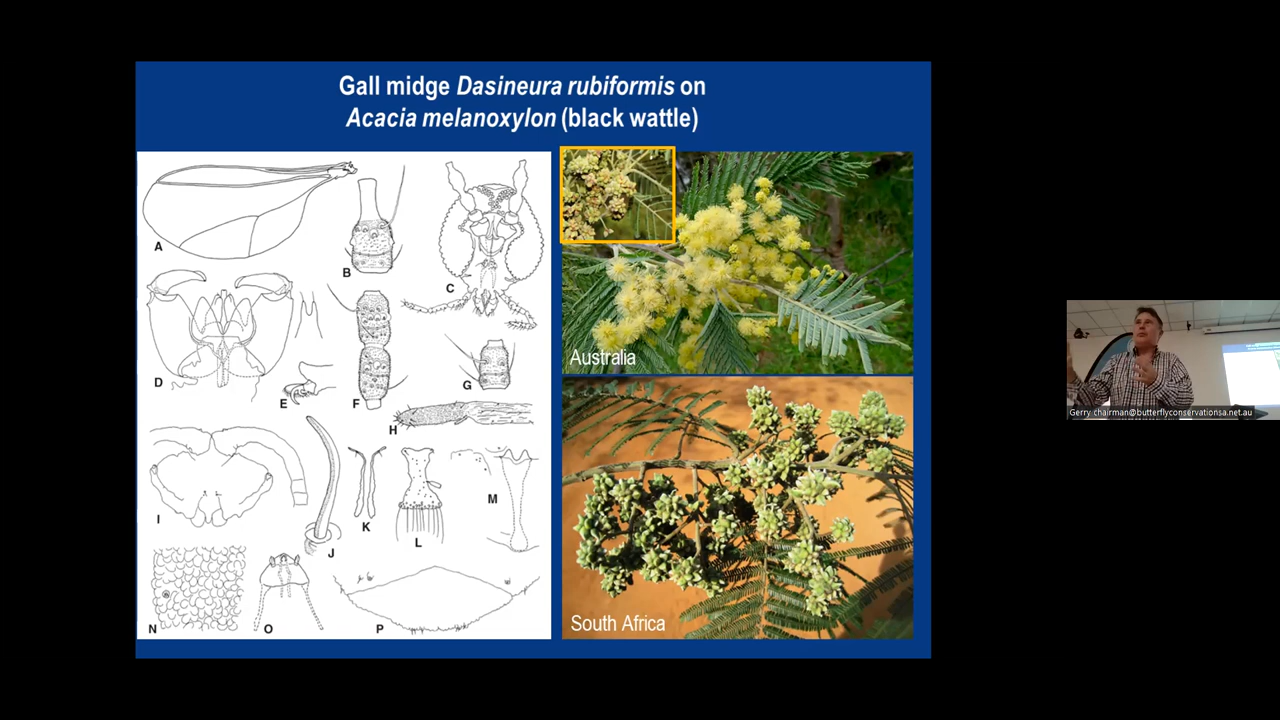 Gall midge Dasineura rubiformis on
Acacia melanoxylon (black wattle)
A
B
C
D
E
F
G
H
I
J
K
L
M
N
O
P
Australia
South Africa
Gerry chairman@butterflyconservationsa.net.au